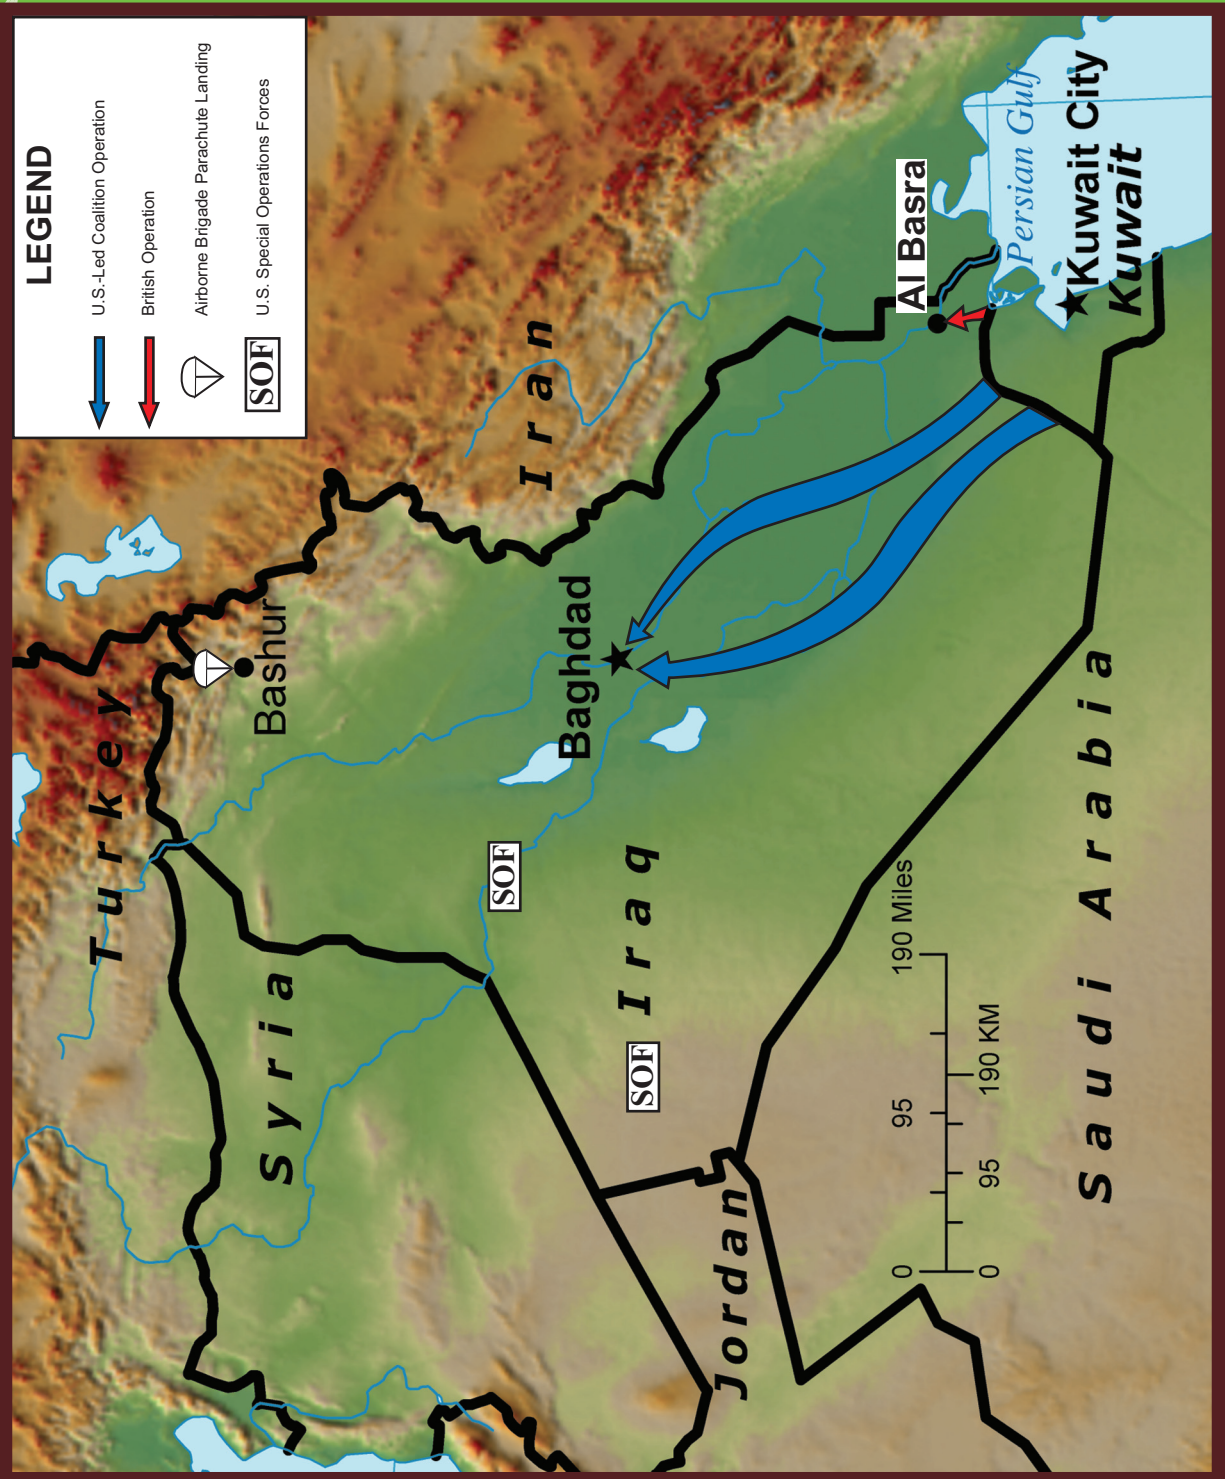 LEGEND
U.S.-Led Coalition Operation
British Operation
Airborne Brigade Parachute Landing
SOF
U.S. Special Operations Forces
Turkey
Bashur
Syria
Iran
SOF
Baghdad
Iraq
SOF
Jordan
Al Basra
Persian Gulf
Kuwait City
Kuwait
Saudi Arabia
0 95 190 Miles
0 95 190 KM